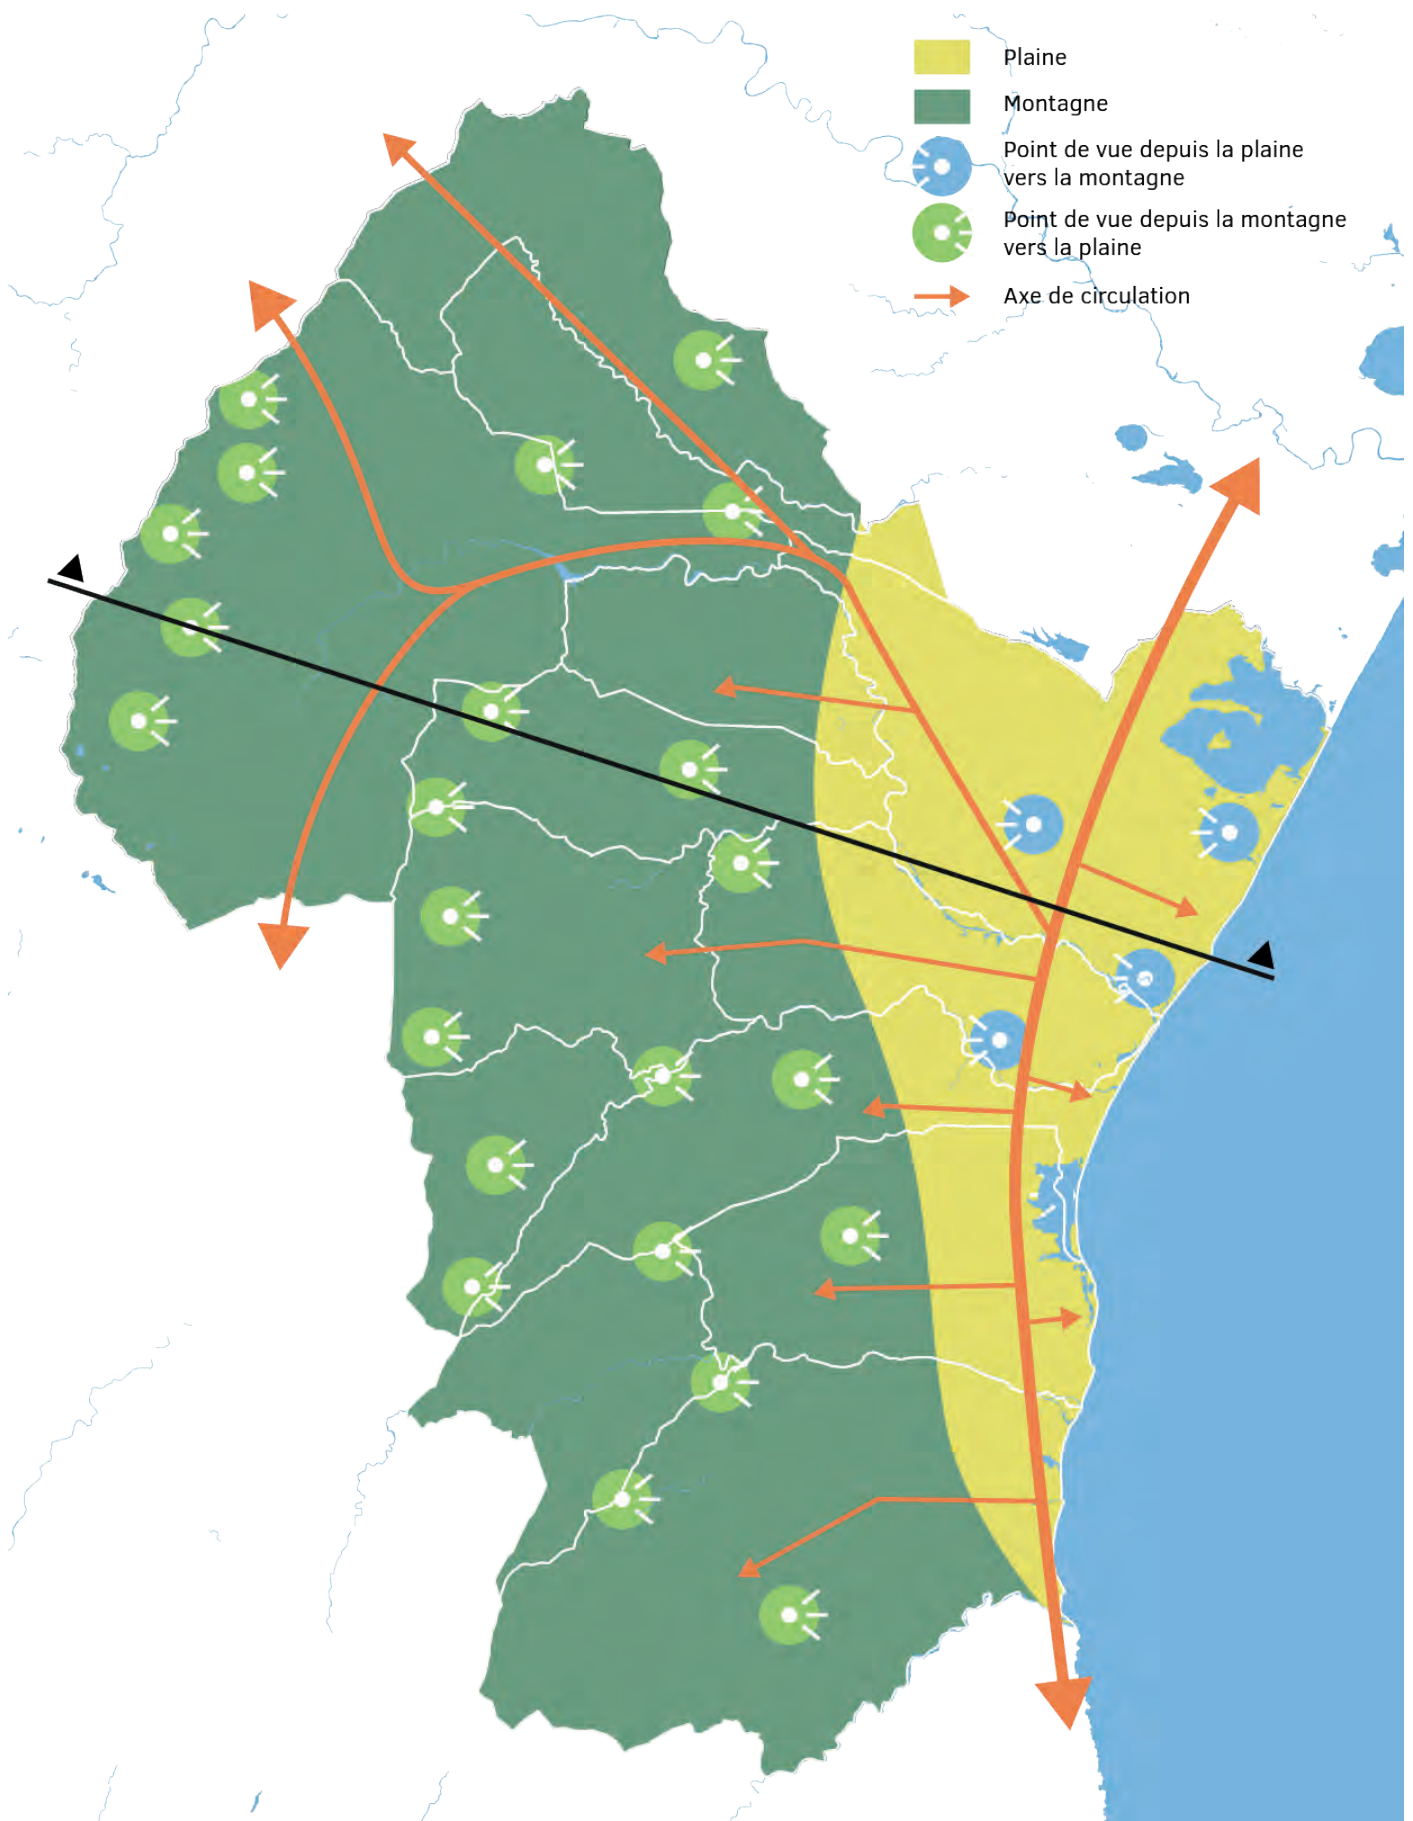 Plaine
Montagne
Point de vue depuis la plaine
vers la montagne
Point de vue depuis la montagne
vers la plaine
Axe de circulation